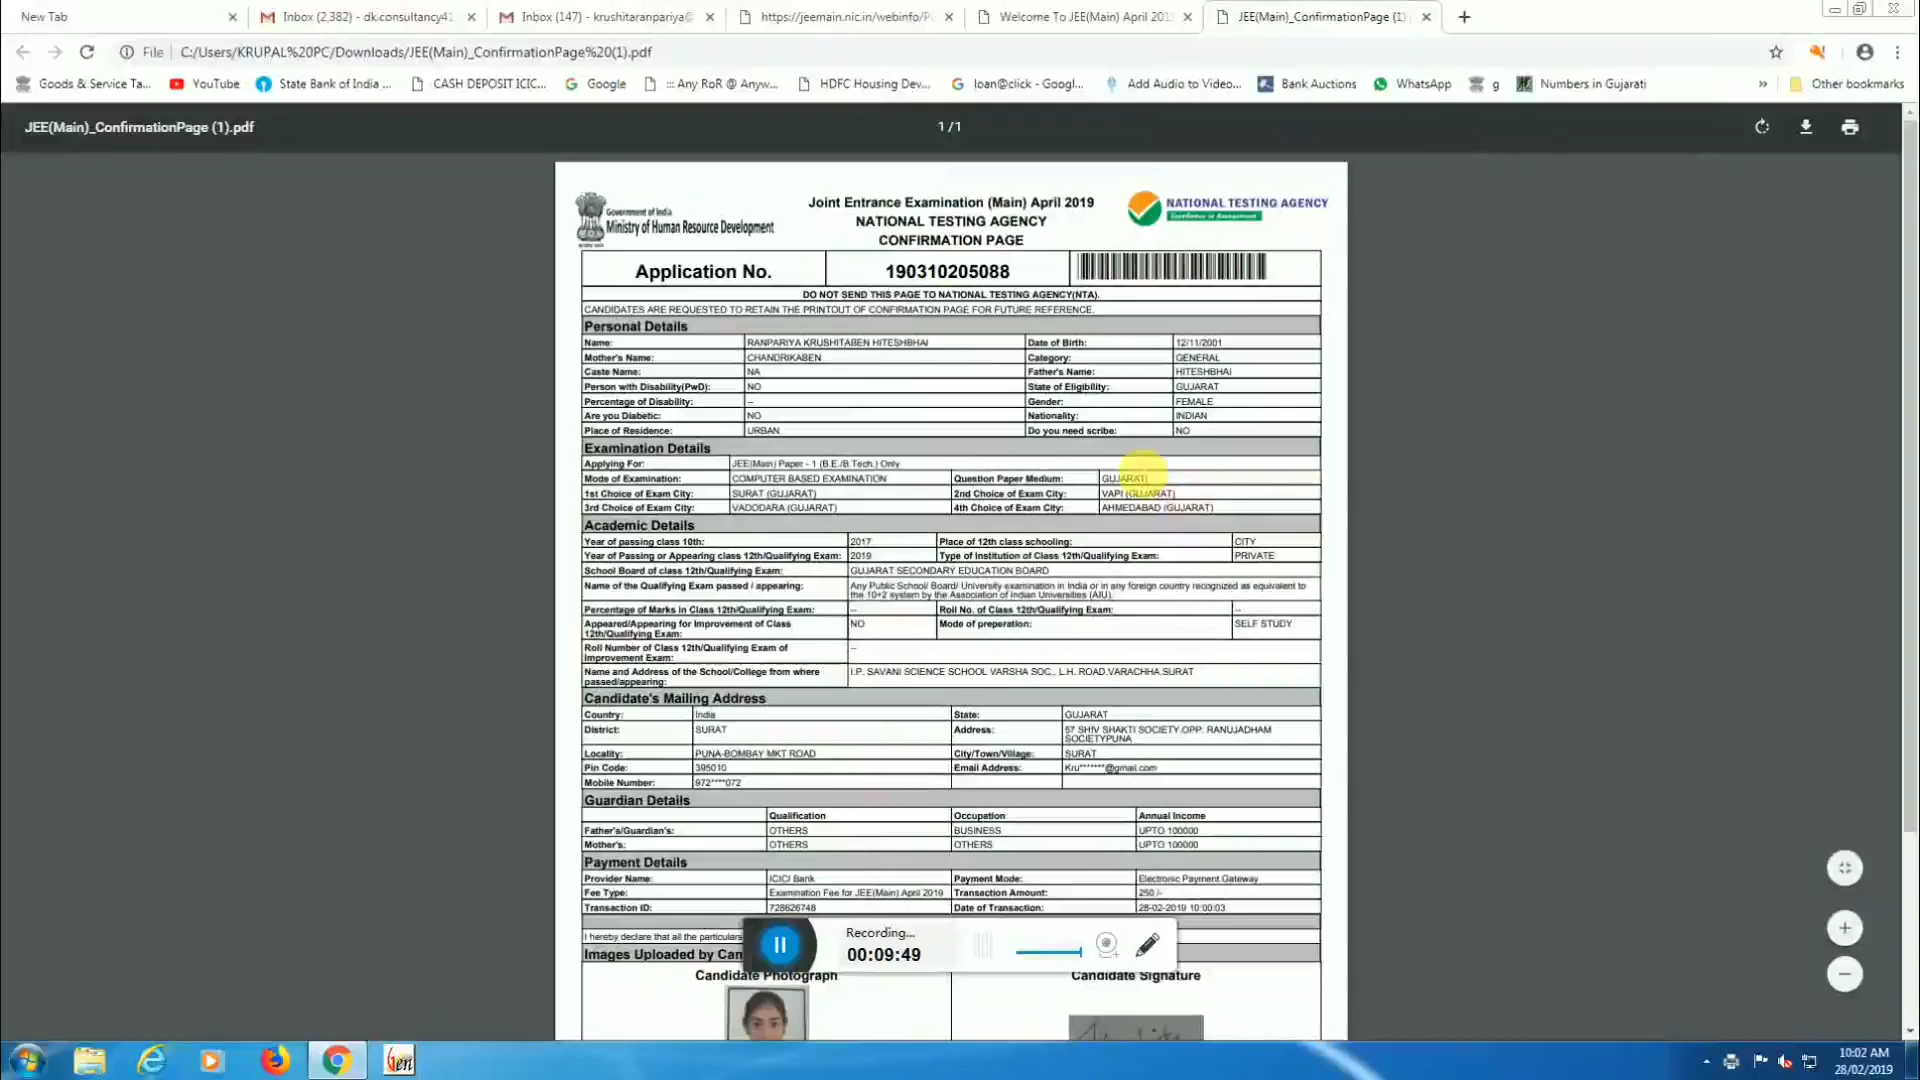 New Tab
Inbox (2,382) - dk.consultancy41
Inbox (147) - krushitaranpariya@
https://jeemain.nic.in/webinfo/P
Welcome To JEE(Main) April 201
JEE(Main)_ConfirmationPage (1)
File | C:/Users/KRUPAL%20PC/Downloads/JEE(Main)_ConfirmationPage%20(1).pdf
Goods & Service Ta...
YouTube
State Bank of India ...
CASH DEPOSIT ICIC...
Google
::: Any RoR @ Anyw...
HDFC Housing Dev...
loan@click - Googl...
Add Audio to Video...
Bank Auctions
WhatsApp
g
Numbers in Gujarati
»
Other bookmarks
JEE(Main)_ConfirmationPage (1).pdf
1 / 1
Government of India
Ministry of Human Resource Development
Joint Entrance Examination (Main) April 2019
NATIONAL TESTING AGENCY
CONFIRMATION PAGE
NATIONAL TESTING AGENCY
Excellence in Assessment
Application No. 190310205088
DO NOT SEND THIS PAGE TO NATIONAL TESTING AGENCY(NTA).
CANDIDATES ARE REQUESTED TO RETAIN THE PRINTOUT OF CONFIRMATION PAGE FOR FUTURE REFERENCE.
Personal Details
Name: RANPARIYA KRUSHITABEN HITESHBHAI Date of Birth: 12/11/2001
Mother's Name: CHANDRIKABEN Category: GENERAL
Caste Name: NA Father's Name: HITESHBHAI
Person with Disability(PwD): NO State of Eligibility: GUJARAT
Percentage of Disability: -- Gender: FEMALE
Are you Diabetic: NO Nationality: INDIAN
Place of Residence: URBAN Do you need scribe: NO
Examination Details
Applying For: JEE(Main) Paper - 1 (B.E./B.Tech.) Only
Mode of Examination: COMPUTER BASED EXAMINATION Question Paper Medium: GUJARATI
1st Choice of Exam City: SURAT (GUJARAT) 2nd Choice of Exam City: VAPI (GUJARAT)
3rd Choice of Exam City: VADODARA (GUJARAT) 4th Choice of Exam City: AHMEDABAD (GUJARAT)
Academic Details
Year of passing class 10th: 2017 Place of 12th class schooling: CITY
Year of Passing or Appearing class 12th/Qualifying Exam: 2019 Type of Institution of Class 12th/Qualifying Exam: PRIVATE
School Board of class 12th/Qualifying Exam: GUJARAT SECONDARY EDUCATION BOARD
Name of the Qualifying Exam passed / appearing: Any Public School/ Board/ University examination in India or in any foreign country recognized as equivalent to
the 10+2 system by the Association of Indian Universities (AIU).
Percentage of Marks in Class 12th/Qualifying Exam: -- Roll No. of Class 12th/Qualifying Exam: --
Appeared/Appearing for Improvement of Class NO Mode of preperation: SELF STUDY
12th/Qualifying Exam:
Roll Number of Class 12th/Qualifying Exam of --
Improvement Exam:
Name and Address of the School/College from where I.P. SAVANI SCIENCE SCHOOL VARSHA SOC., L.H. ROAD.VARACHHA.SURAT
passed/appearing:
Candidate's Mailing Address
Country: India State: GUJARAT
District: SURAT Address: 57 SHIV SHAKTI SOCIETY.OPP. RANUJADHAM
SOCIETYPUNA
Locality: PUNA-BOMBAY MKT ROAD City/Town/Village: SURAT
Pin Code: 395010 Email Address: Kru*******@gmail.com
Mobile Number: 972****072
Guardian Details
Qualification Occupation Annual Income
Father's/Guardian's: OTHERS BUSINESS UPTO 100000
Mother's: OTHERS OTHERS UPTO 100000
Payment Details
Provider Name: ICICI Bank Payment Mode: Electronic Payment Gateway
Fee Type: Examination Fee for JEE(Main) April 2019 Transaction Amount: 250 /-
Transaction ID: 728626748 Date of Transaction: 28-02-2019 10:00:03
I hereby declare that all the particulars
Images Uploaded by Can
Candidate Photograph Candidate Signature
Recording...
00:09:49
Gen
10:02 AM
28/02/2019